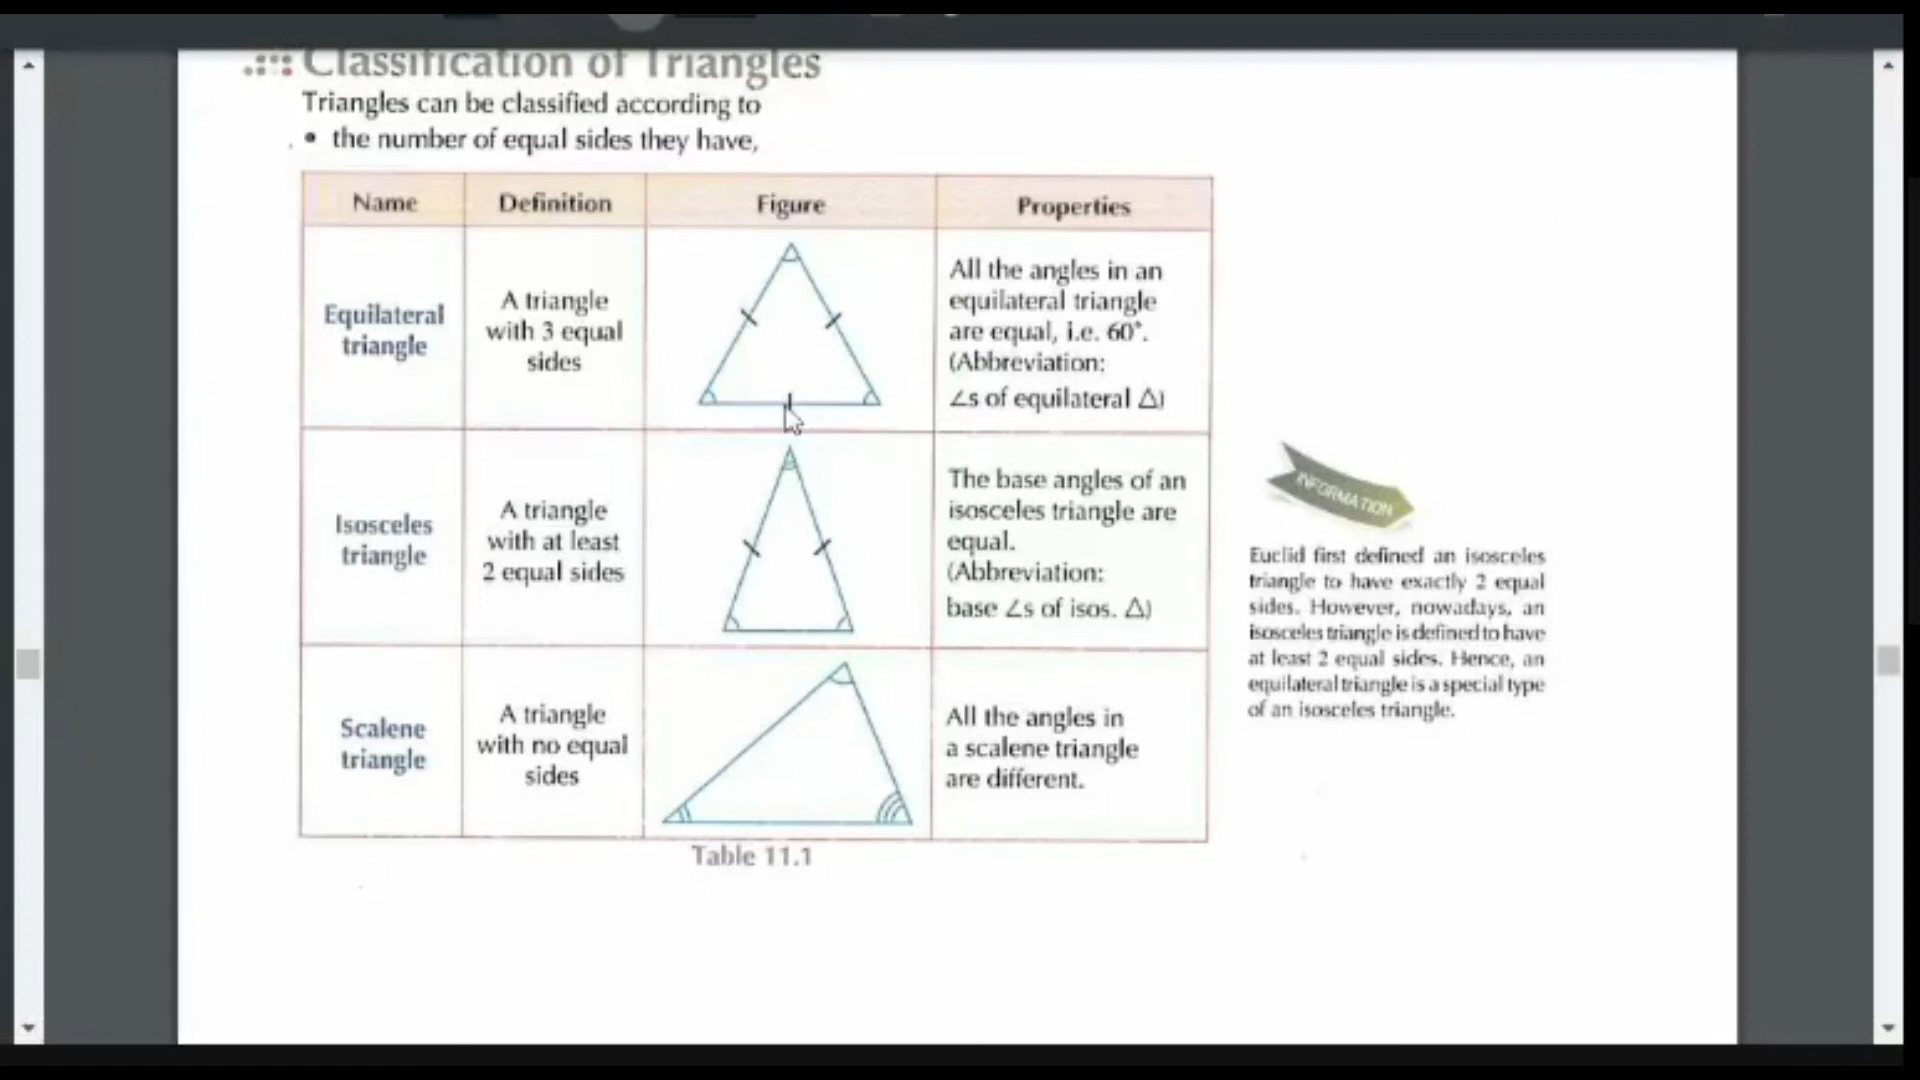 Classification of Triangles
Triangles can be classified according to
• the number of equal sides they have,
Name
Definition
Figure
Properties
Equilateral
triangle
A triangle
with 3 equal
sides
All the angles in an
equilateral triangle
are equal, i.e. 60°.
(Abbreviation:
∠s of equilateral △)
Isosceles
triangle
A triangle
with at least
2 equal sides
The base angles of an
isosceles triangle are
equal.
(Abbreviation:
base ∠s of isos. △)
Scalene
triangle
A triangle
with no equal
sides
All the angles in
a scalene triangle
are different.
Table 11.1
INFORMATION
Euclid first defined an isosceles
triangle to have exactly 2 equal
sides. However, nowadays, an
isosceles triangle is defined to have
at least 2 equal sides. Hence, an
equilateral triangle is a special type
of an isosceles triangle.